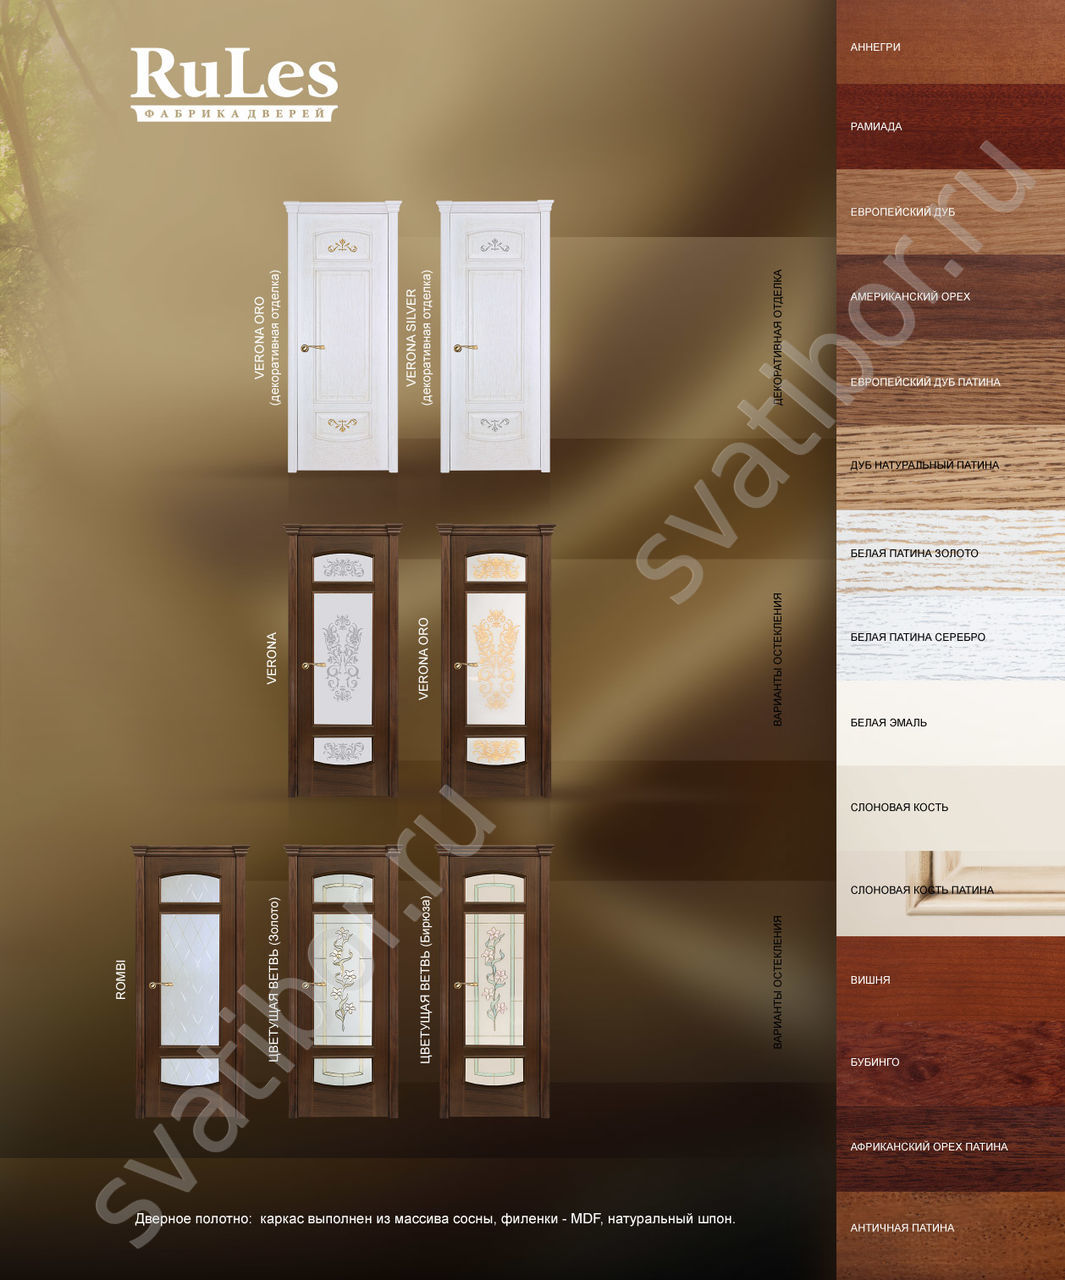 RuLes
ФАБРИКА ДВЕРЕЙ
VERONA ORO
(декоративная отделка)
VERONA SILVER
(декоративная отделка)
ДЕКОРАТИВНАЯ ОТДЕЛКА
VERONA
VERONA ORO
ВАРИАНТЫ ОСТЕКЛЕНИЯ
ROMBI
ЦВЕТУЩАЯ ВЕТВЬ (Золото)
ЦВЕТУЩАЯ ВЕТВЬ (Бирюза)
ВАРИАНТЫ ОСТЕКЛЕНИЯ
Дверное полотно: каркас выполнен из массива сосны, филенки - MDF, натуральный шпон.
АННЕГРИ
РАМИАДА
ЕВРОПЕЙСКИЙ ДУБ
АМЕРИКАНСКИЙ ОРЕХ
ЕВРОПЕЙСКИЙ ДУБ ПАТИНА
ДУБ НАТУРАЛЬНЫЙ ПАТИНА
БЕЛАЯ ПАТИНА ЗОЛОТО
БЕЛАЯ ПАТИНА СЕРЕБРО
БЕЛАЯ ЭМАЛЬ
СЛОНОВАЯ КОСТЬ
СЛОНОВАЯ КОСТЬ ПАТИНА
ВИШНЯ
БУБИНГО
АФРИКАНСКИЙ ОРЕХ ПАТИНА
АНТИЧНАЯ ПАТИНА
svatibor.ru
svatibor.ru